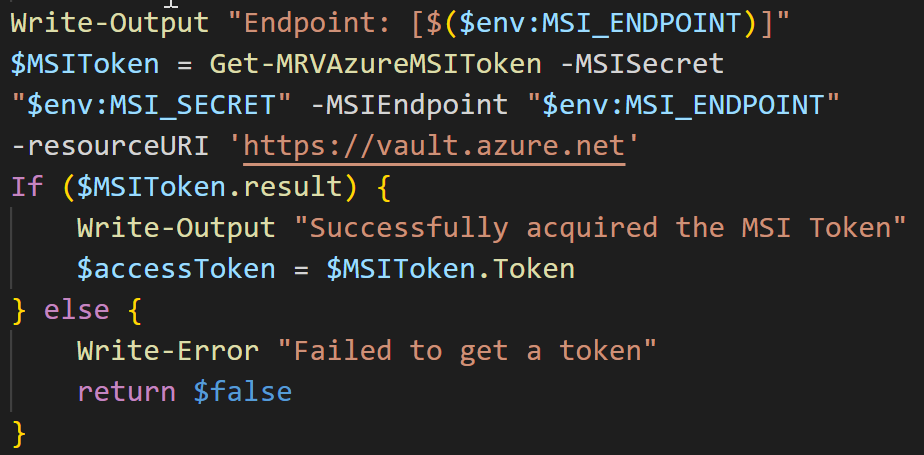 Write-Output "Endpoint: [$($env:MSI_ENDPOINT)]"
$MSIToken = Get-MRVAzureMSIToken -MSISecret
"$env:MSI_SECRET" -MSIEndpoint "$env:MSI_ENDPOINT"
-resourceURI 'https://vault.azure.net'
If ($MSIToken.result) {
    Write-Output "Successfully acquired the MSI Token"
    $accessToken = $MSIToken.Token
} else {
    Write-Error "Failed to get a token"
    return $false
}